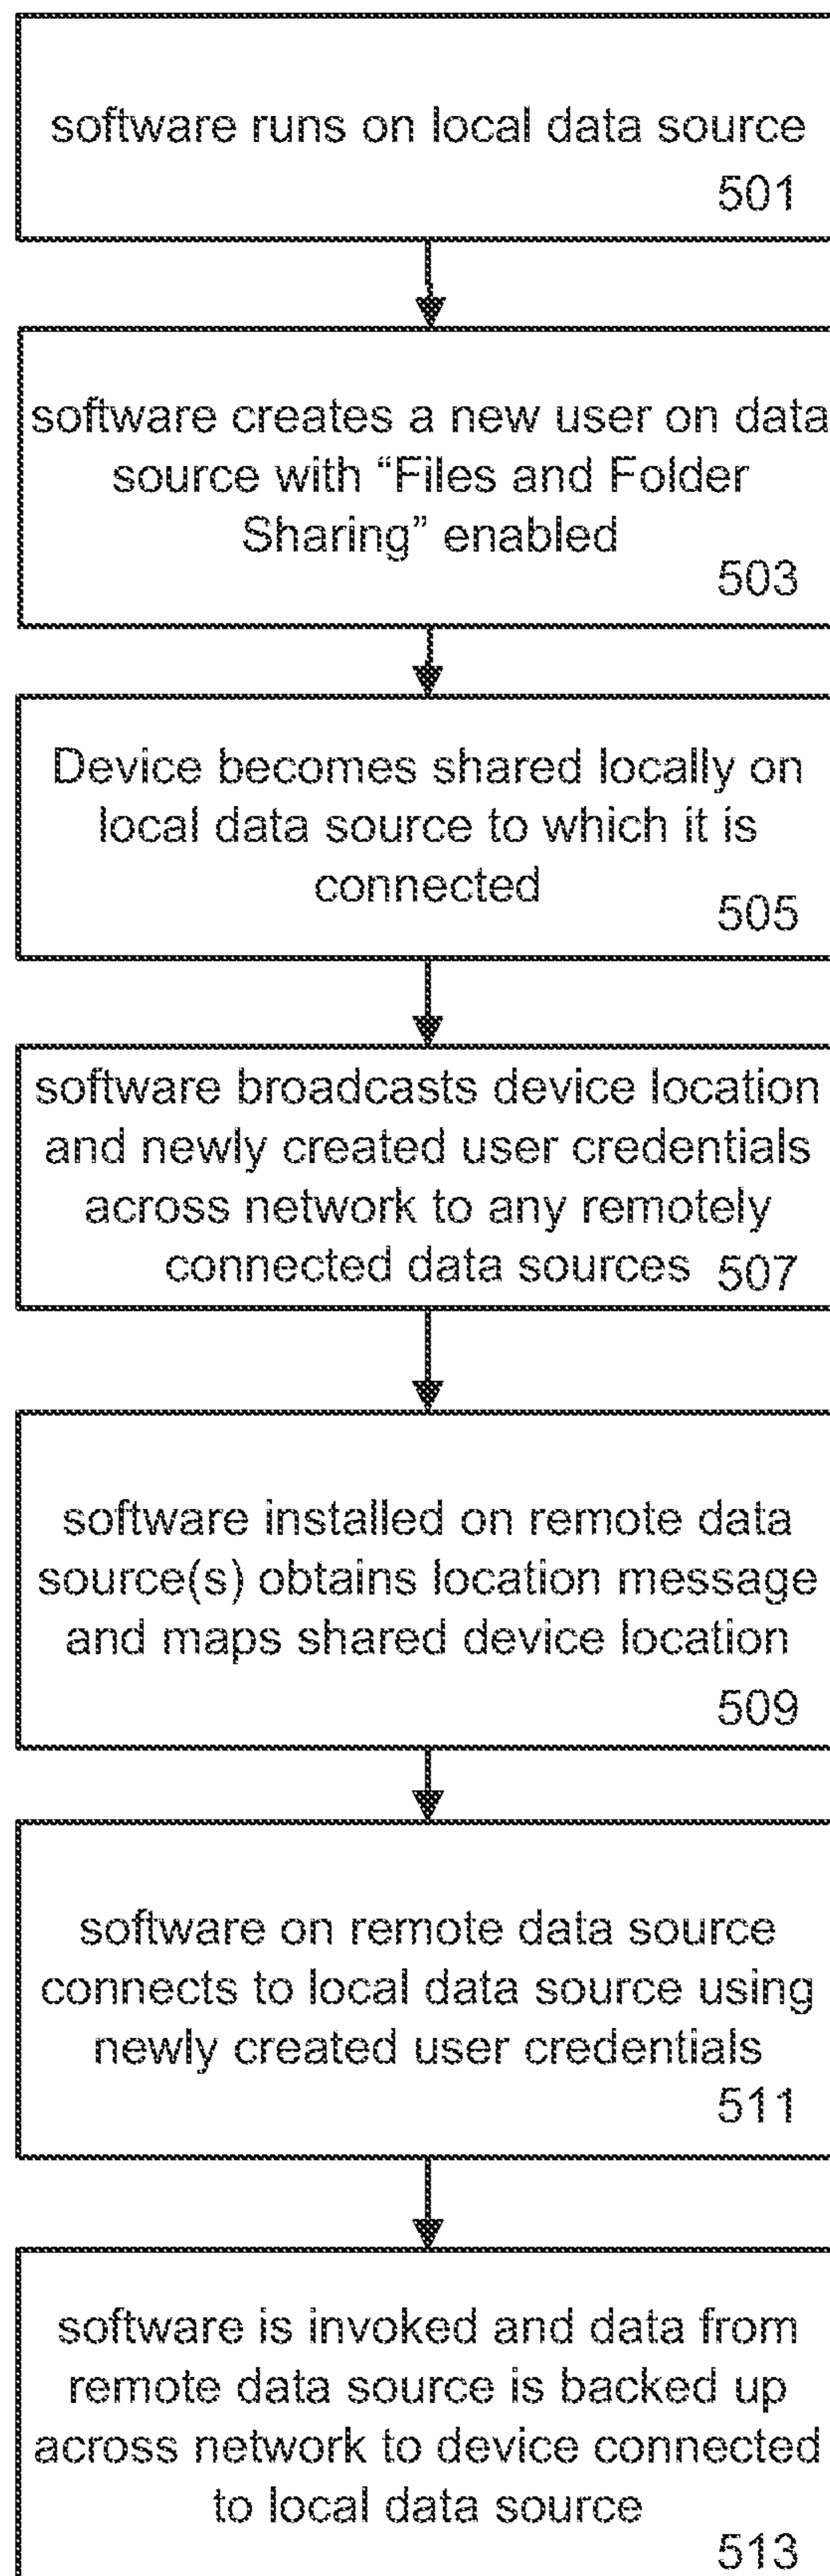 software runs on local data source
501
software creates a new user on data
source with “Files and Folder
Sharing” enabled
503
Device becomes shared locally on
local data source to which it is
connected
505
software broadcasts device location
and newly created user credentials
across network to any remotely
connected data sources 507
software installed on remote data
source(s) obtains location message
and maps shared device location
509
software on remote data source
connects to local data source using
newly created user credentials
511
software is invoked and data from
remote data source is backed up
across network to device connected
to local data source
513